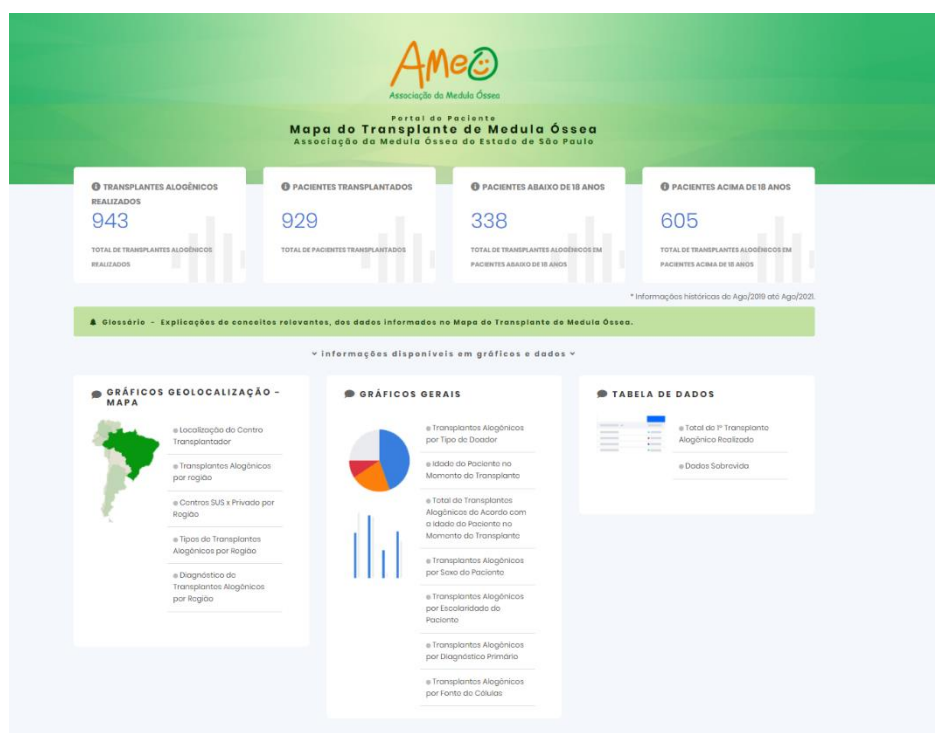 AMeO
Associação da Medula Óssea
Portal do Paciente
Mapa do Transplante de Medula Óssea
Associação da Medula Óssea do Estado de São Paulo
TRANSPLANTES ALOGÊNICOS
REALIZADOS
943
TOTAL DE TRANSPLANTES ALOGÊNICOS
REALIZADOS
PACIENTES TRANSPLANTADOS
929
TOTAL DE PACIENTES TRANSPLANTADOS
PACIENTES ABAIXO DE 18 ANOS
338
TOTAL DE TRANSPLANTES ALOGÊNICOS EM
PACIENTES ABAIXO DE 18 ANOS
PACIENTES ACIMA DE 18 ANOS
605
TOTAL DE TRANSPLANTES ALOGÊNICOS EM
PACIENTES ACIMA DE 18 ANOS
* Informações históricas de Ago/2019 até Ago/2021.
Glossário - Explicações de conceitos relevantes, dos dados informados no Mapa do Transplante de Medula Óssea.
informações disponíveis em gráficos e dados
GRÁFICOS GEOLOCALIZAÇÃO -
MAPA
Localização do Centro
Transplantador
Transplantes Alogênicos
por região
Centros SUS x Privado por
Região
Tipos de Transplantes
Alogênicos por Região
Diagnóstico de
Transplantes Alogênicos
por Região
GRÁFICOS GERAIS
Transplantes Alogênicos
por Tipo de Doador
Idade do Paciente no
Momento do Transplante
Total de Transplantes
Alogênicos de Acordo com
a idade do Paciente no
Momento do Transplante
Transplantes Alogênicos
por Sexo do Paciente
Transplantes Alogênicos
por Escolaridade do
Paciente
Transplantes Alogênicos
por Diagnóstico Primário
Transplantes Alogênicos
por Fonte de Células
TABELA DE DADOS
Total do 1º Transplante
Alogênico Realizado
Dados Sobrevida